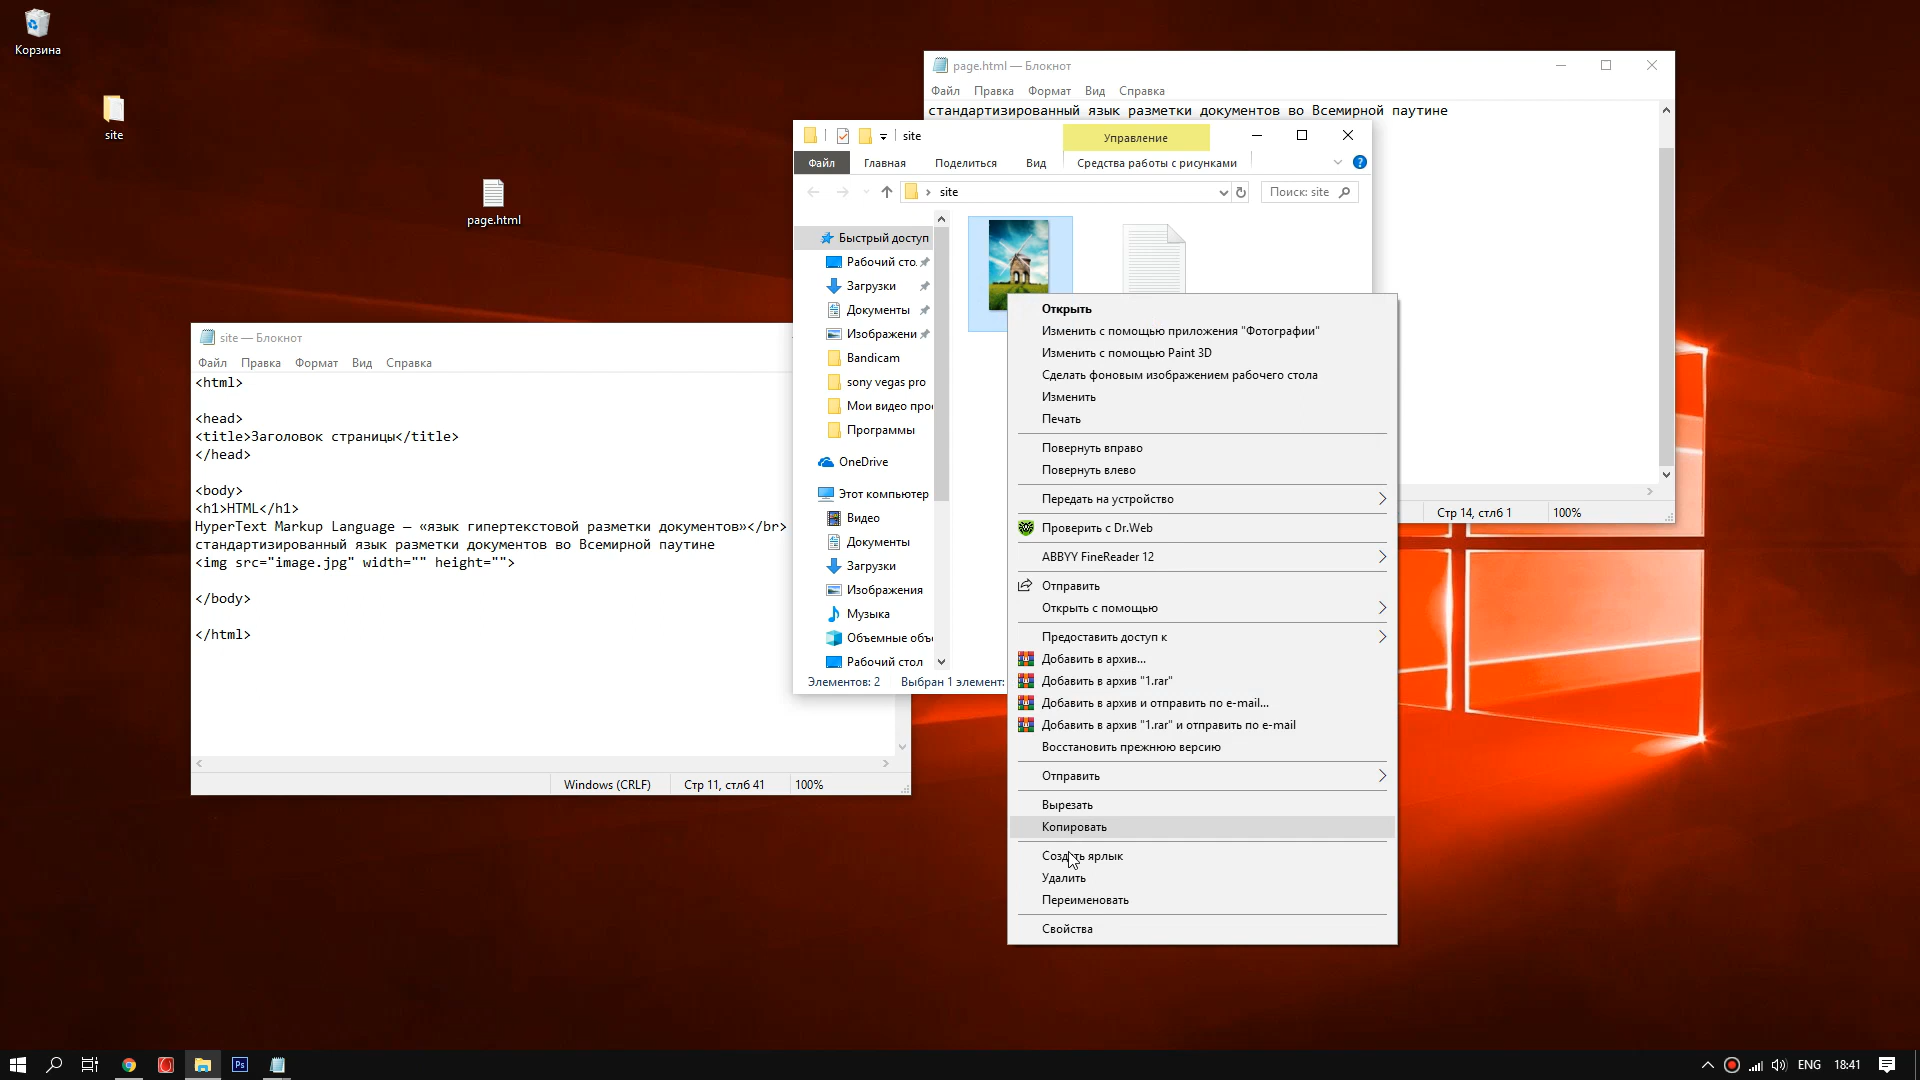 Корзина
site
page.html
page.html — Блокнот
Файл Правка Формат Вид Справка
стандартизированный язык разметки документов во Всемирной паутине
Стр 14, стлб 1 100%
site
Управление
Файл Главная Поделиться Вид Средства работы с рисунками
site
Поиск: site
Быстрый доступ
Рабочий сто.
Загрузки
Документы
Изображени
Bandicam
sony vegas pro
Мои видео прое
Программы
OneDrive
Этот компьютер
Видео
Документы
Загрузки
Изображения
Музыка
Объемные объе
Рабочий стол
Элементов: 2 Выбран 1 элемент:
site — Блокнот
Файл Правка Формат Вид Справка
<html>
<head>
<title>Заголовок страницы</title>
</head>
<body>
<h1>HTML</h1>
HyperText Markup Language — «язык гипертекстовой разметки документов»</br>
стандартизированный язык разметки документов во Всемирной паутине
<img src="image.jpg" width="" height="">
</body>
</html>
Windows (CRLF) Стр 11, стлб 41 100%
Открыть
Изменить с помощью приложения "Фотографии"
Изменить с помощью Paint 3D
Сделать фоновым изображением рабочего стола
Изменить
Печать
Повернуть вправо
Повернуть влево
Передать на устройство
Проверить с Dr.Web
ABBYY FineReader 12
Отправить
Открыть с помощью
Предоставить доступ к
Добавить в архив...
Добавить в архив "1.rar"
Добавить в архив и отправить по e-mail...
Добавить в архив "1.rar" и отправить по e-mail
Восстановить прежнюю версию
Отправить
Вырезать
Копировать
Создать ярлык
Удалить
Переименовать
Свойства
Ps
ENG 18:41